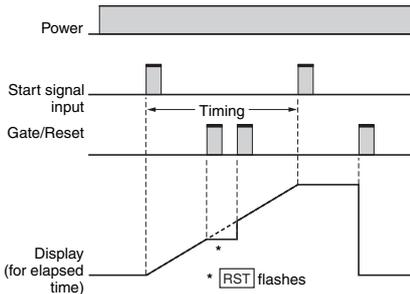 Power
Start signal
input
Timing
Gate/Reset
Display
(for elapsed
time)
*
* RST flashes